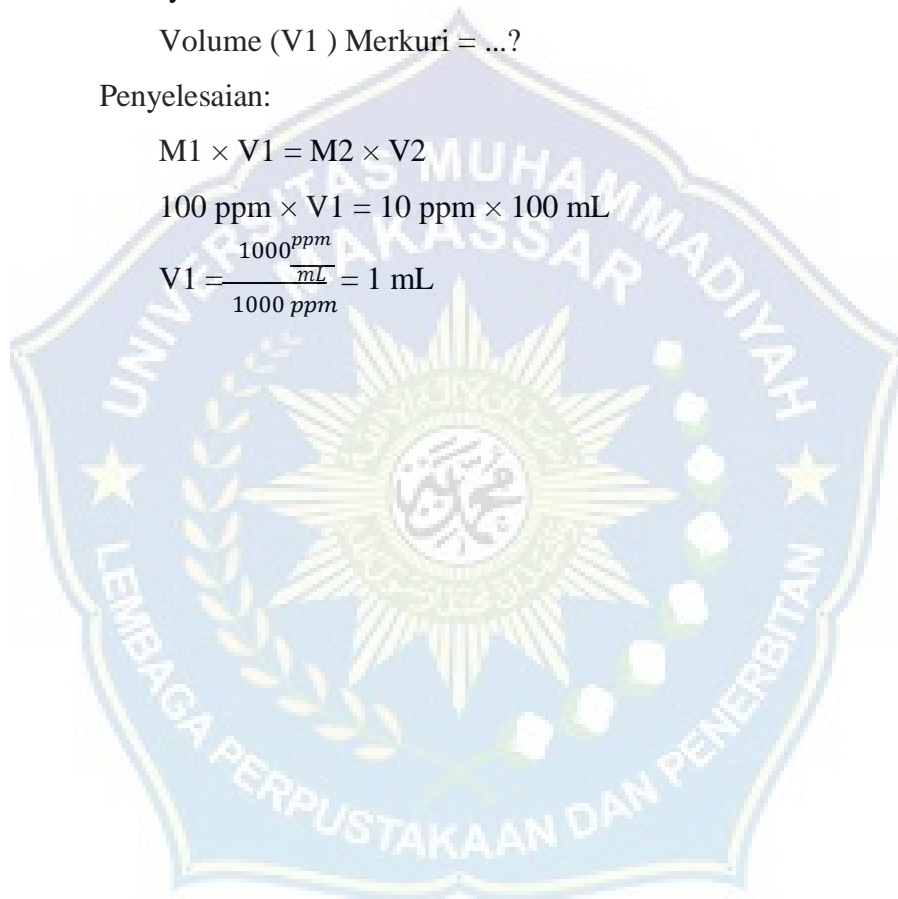 Volume (V1 ) Merkuri = ...?
Penyelesaian:
M1 × V1 = M2 × V2
100 ppm × V1 = 10 ppm × 100 mL
V1 = 1000 ppm/mL / 1000 ppm = 1 mL
UNIVERSITAS MUHAMMADIYAH
MAKASSAR
LEMBAGA PERPUSTAKAAN DAN PENERBITAN